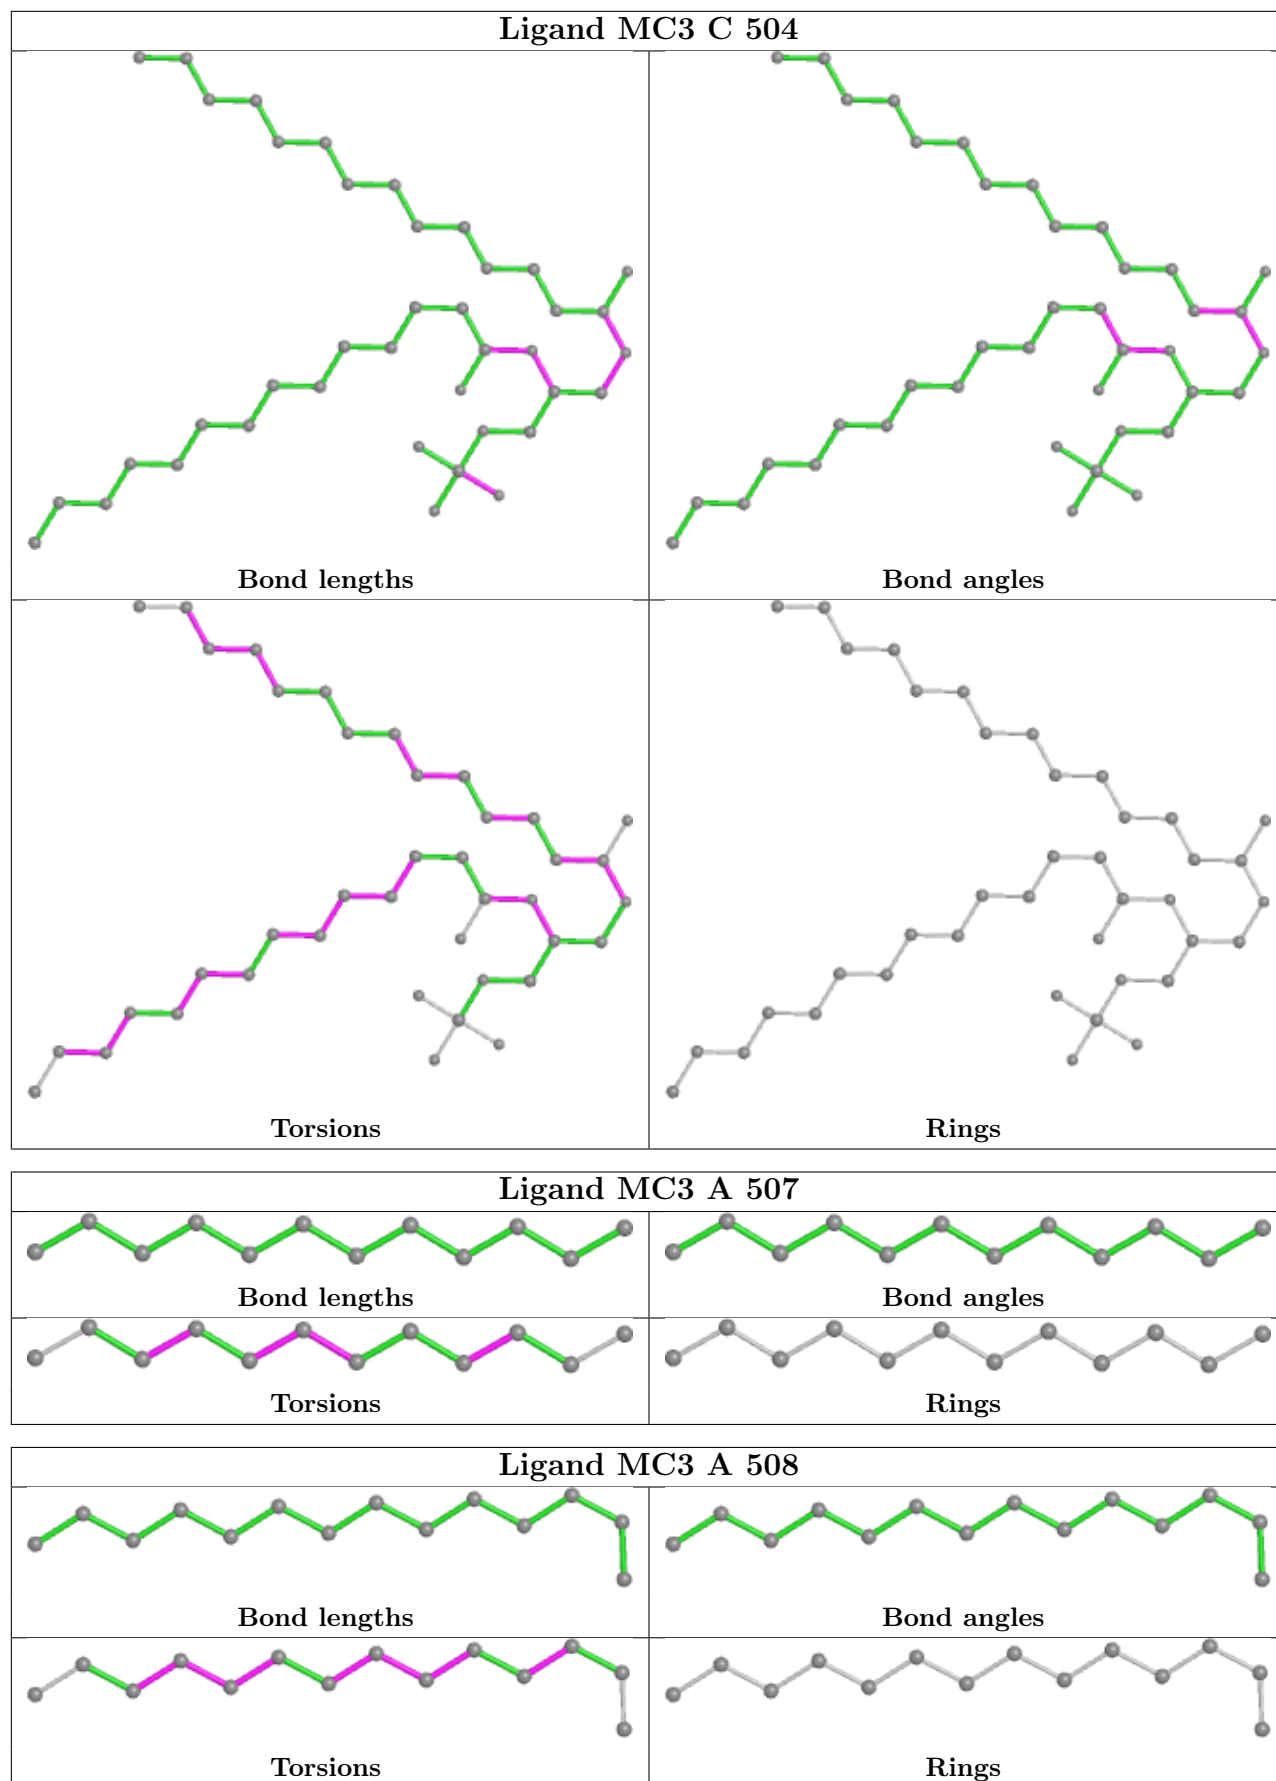 Ligand MC3 C 504
Bond lengths
Bond angles
Torsions
Rings
Ligand MC3 A 507
Bond lengths
Bond angles
Torsions
Rings
Ligand MC3 A 508
Bond lengths
Bond angles
Torsions
Rings